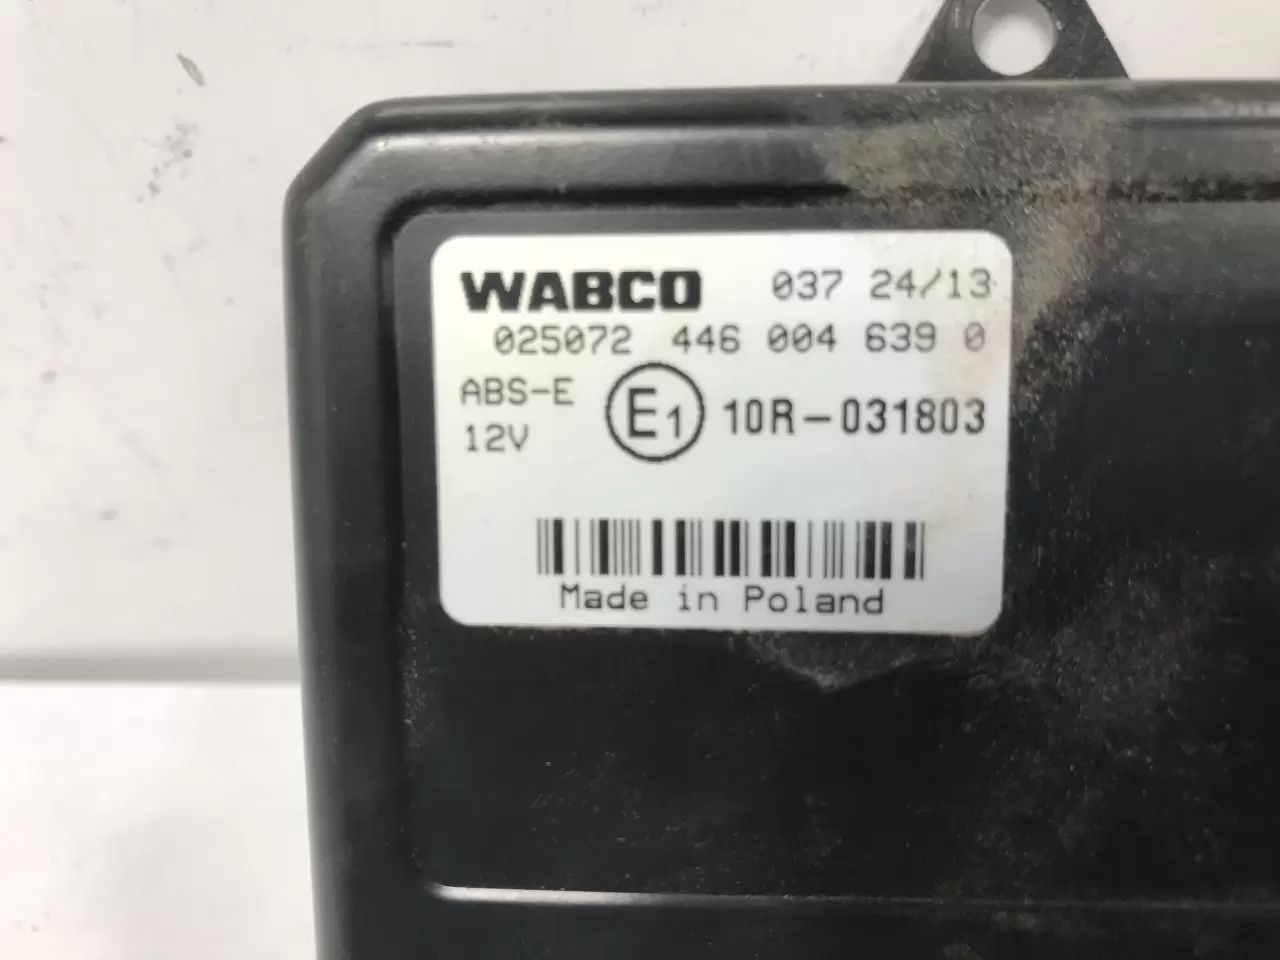 WABCO 037 24/13
025072 446 004 639 0
ABS-E E1 10R-031803
12V
Made in Poland